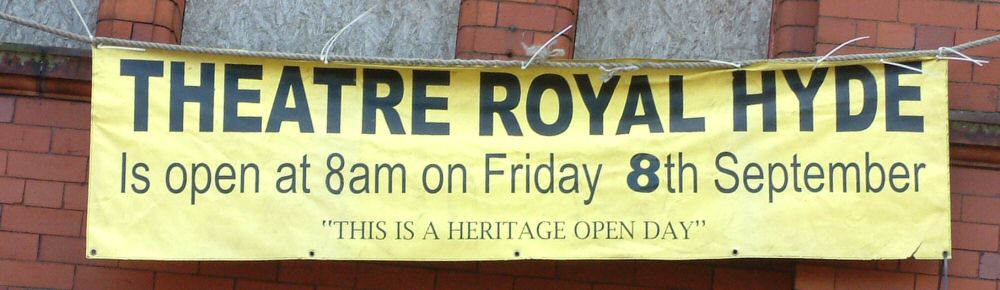 THEATRE ROYAL HYDE
Is open at 8am on Friday 8th September
"THIS IS A HERITAGE OPEN DAY"